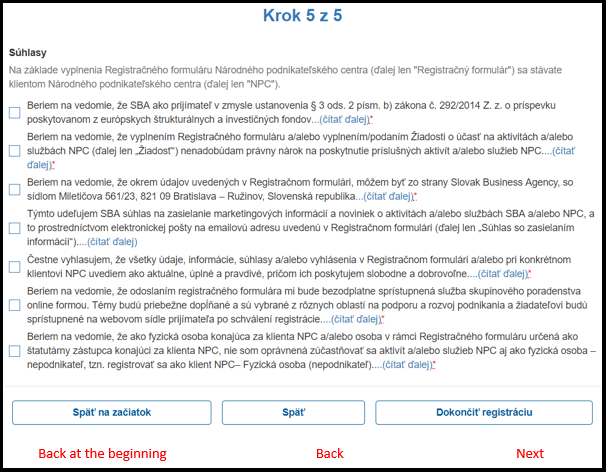 Krok 5 z 5
Súhlasy
Na základe vyplnenia Registračného formuláru Národného podnikateľského centra (ďalej len "Registračný formulár") sa stávate
klientom Národného podnikateľského centra (ďalej len "NPC").
Beriem na vedomie, že SBA ako prijímateľ v zmysle ustanovenia § 3 ods. 2 písm. b) zákona č. 292/2014 Z. z. o príspevku
poskytovanom z európskych štrukturálnych a investičných fondov...(čítať ďalej)*
Beriem na vedomie, že vyplnením Registračného formuláru a/alebo vyplnením/podaním Žiadosti o účasť na aktivitách a/alebo
službách NPC (ďalej len „Žiadosť") nenadobúdam právny nárok na poskytnutie príslušných aktivít a/alebo služieb NPC....(čítať
ďalej)*
Beriem na vedomie, že okrem údajov uvedených v Registračnom formulári, môžem byť zo strany Slovak Business Agency, so
sídlom Miletičova 561/23, 821 09 Bratislava – Ružinov, Slovenská republika...(čítať ďalej)*
Týmto udeľujem SBA súhlas na zasielanie marketingových informácií a noviniek o aktivitách a/alebo službách SBA a/alebo NPC, a
to prostredníctvom elektronickej pošty na emailovú adresu uvedenú v Registračnom formulári (ďalej len „Súhlas so zasielaním
informácií")....(čítať ďalej)
Čestne vyhlasujem, že všetky údaje, informácie, súhlasy a/alebo vyhlásenia v Registračnom formulári a/alebo pri konkrétnom
klientovi NPC uvediem ako aktuálne, úplné a pravdivé, pričom ich poskytujem slobodne a dobrovoľne....(čítať ďalej)*
Beriem na vedomie, že odoslaním registračného formulára mi bude bezodplatne sprístupnená služba skupinového poradenstva
online formou. Témy budú priebežne dopĺňané a sú vybrané z rôznych oblastí na podporu a rozvoj podnikania a žiadateľovi budú
sprístupnené na webovom sídle prijímateľa po schválení registrácie....(čítať ďalej)*
Beriem na vedomie, že ako fyzická osoba konajúca za klienta NPC a/alebo osoba v rámci Registračného formuláru určená ako
štatutárny zástupca konajúci za klienta NPC, nie som oprávnená zúčastňovať sa aktivít a/alebo služieb NPC aj ako fyzická osoba –
nepodnikateľ, tzn. registrovať sa ako klient NPC– Fyzická osoba (nepodnikateľ)....(čítať ďalej)*
Späť na začiatok Späť Dokončiť registráciu
Back at the beginning Back Next